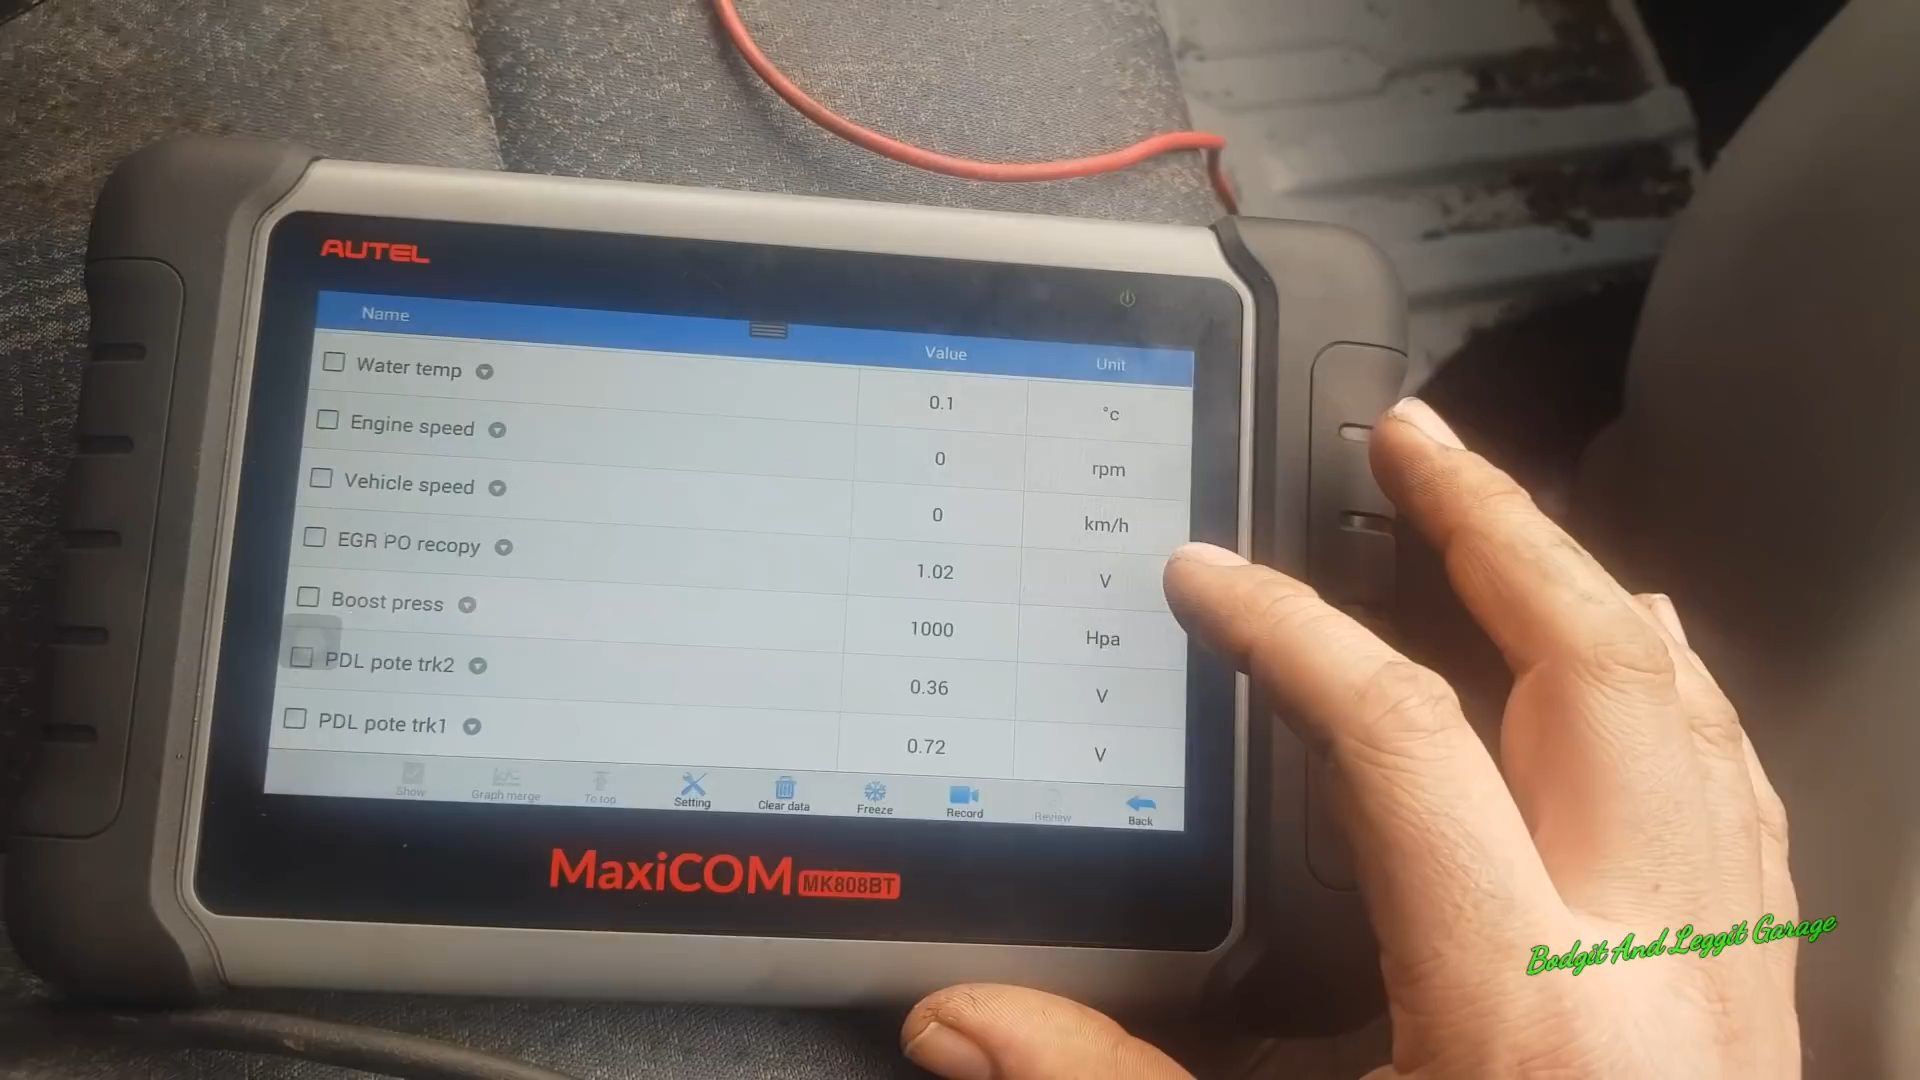 AUTEL
Name Value Unit
Water temp 0.1 °c
Engine speed 0 rpm
Vehicle speed 0 km/h
EGR PO recopy 1.02 V
Boost press 1000 Hpa
PDL pote trk2 0.36 V
PDL pote trk1 0.72 V
Show Graph merge To top Setting Clear data Freeze Record Review Back
MaxiCOM MK808BT
Bodgit And Leggit Garage